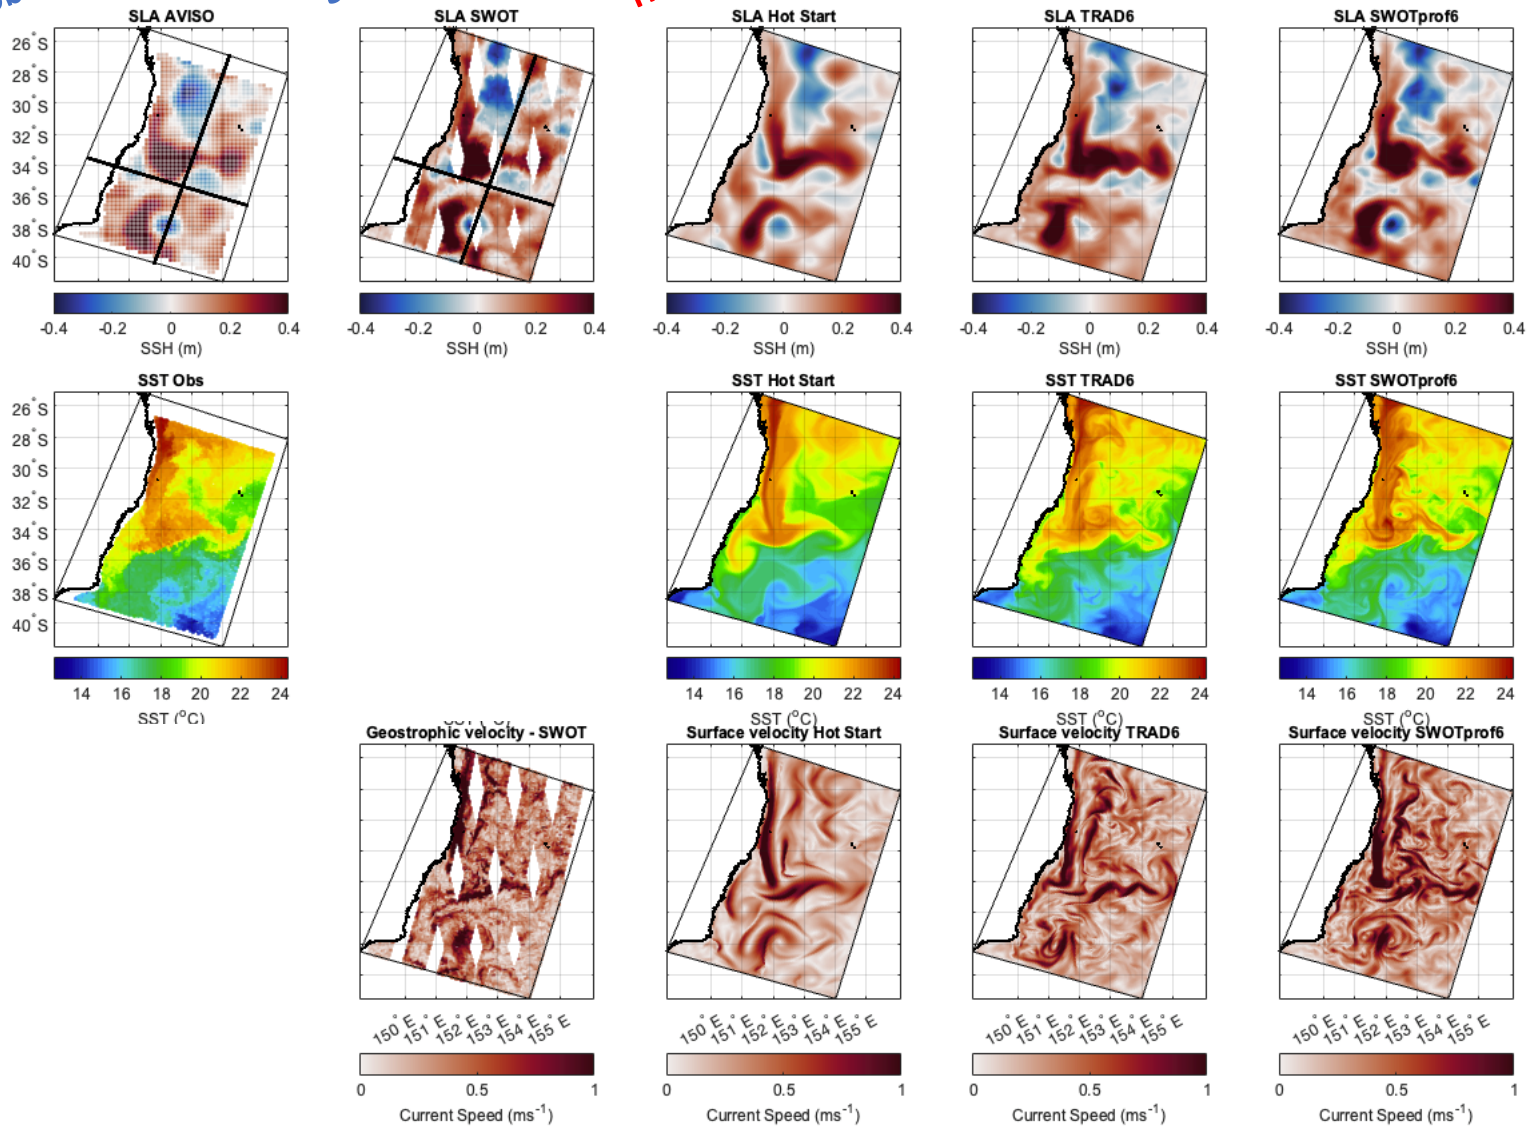 SLA AVISO SLA SWOT SLA Hot Start SLA TRAD6 SLA SWOTprof6
26°S
28°S
30°S
32°S
34°S
36°S
38°S
40°S
-0.4 -0.2 0 0.2 0.4 -0.4 -0.2 0 0.2 0.4 -0.4 -0.2 0 0.2 0.4 -0.4 -0.2 0 0.2 0.4 -0.4 -0.2 0 0.2 0.4
SSH (m) SSH (m) SSH (m) SSH (m) SSH (m)
SST Obs SST Hot Start SST TRAD6 SST SWOTprof6
26°S
28°S
30°S
32°S
34°S
36°S
38°S
40°S
14 16 18 20 22 24 14 16 18 20 22 24 14 16 18 20 22 24 14 16 18 20 22 24
SST (°C) SST (°C) SST (°C) SST (°C)
Geostrophic velocity - SWOT Surface velocity Hot Start Surface velocity TRAD6 Surface velocity SWOTprof6
150°E 151°E 152°E 153°E 154°E 155°E 150°E 151°E 152°E 153°E 154°E 155°E 150°E 151°E 152°E 153°E 154°E 155°E 150°E 151°E 152°E 153°E 154°E 155°E
0 0.5 1 0 0.5 1 0 0.5 1 0 0.5 1
Current Speed (ms⁻¹) Current Speed (ms⁻¹) Current Speed (ms⁻¹) Current Speed (ms⁻¹)